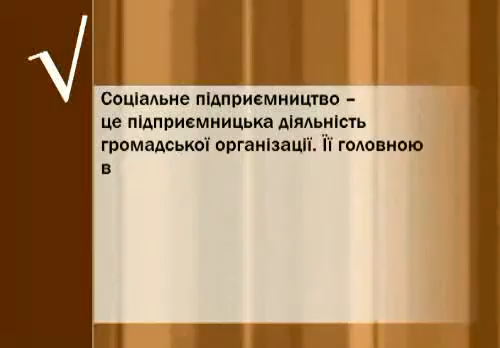 Соціальне підприємництво –
це підприємницька діяльність
громадської організації. Її головною
в